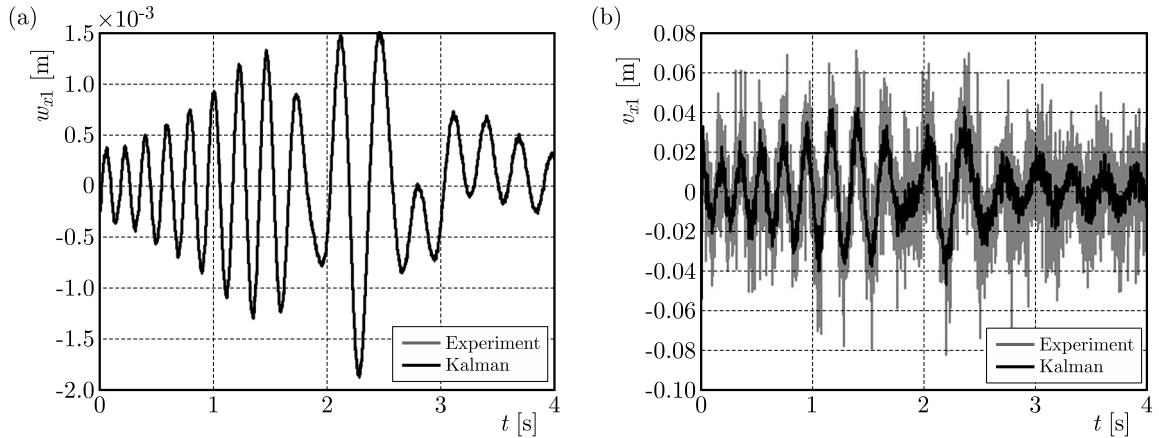 (a)
×10⁻³
1.5
1.0
0.5
0
-0.5
-1.0
-1.5
-2.0
w_x1 [m]
Experiment
Kalman
0 1 2 3 4
t [s]
(b)
0.08
0.06
0.04
0.02
0
-0.02
-0.04
-0.06
-0.08
-0.10
v_x1 [m]
Experiment
Kalman
0 1 2 3 4
t [s]